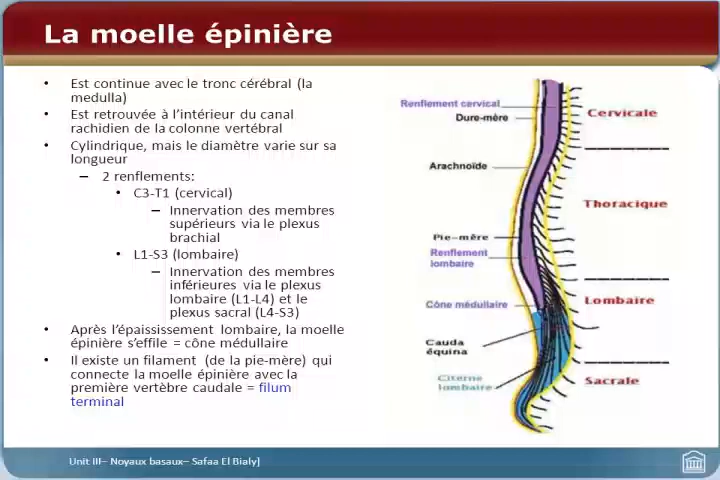 La moelle épinière
• Est continue avec le tronc cérébral (la
medulla)
• Est retrouvée à l'intérieur du canal
rachidien de la colonne vertébral
• Cylindrique, mais le diamètre varie sur sa
longueur
– 2 renflements:
• C3-T1 (cervical)
– Innervation des membres
supérieurs via le plexus
brachial
• L1-S3 (lombaire)
– Innervation des membres
inférieures via le plexus
lombaire (L1-L4) et le
plexus sacral (L4-S3)
• Après l'épaississement lombaire, la moelle
épinière s'effile = cône médullaire
• Il existe un filament (de la pie-mère) qui
connecte la moelle épinière avec la
première vertèbre caudale = filum
terminal
Renflement cervical
Dure-mère
Arachnoïde
Pie-mère
Renflement
lombaire
Cône médullaire
Cauda
équina
Citerne
lombaire
Cervicale
Thoracique
Lombaire
Sacrale
Unit III– Noyaux basaux– Safaa El Bialy]